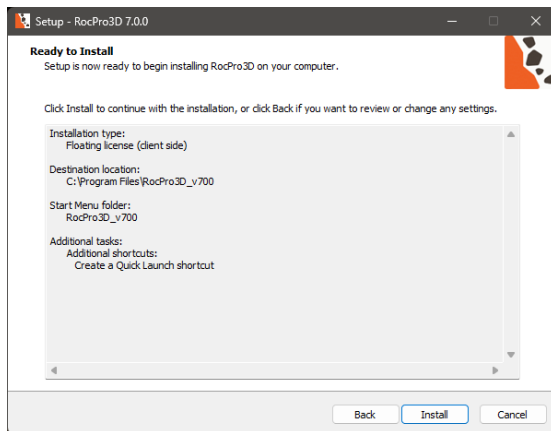 Setup - RocPro3D 7.0.0
Ready to Install
Setup is now ready to begin installing RocPro3D on your computer.
Click Install to continue with the installation, or click Back if you want to review or change any settings.
Installation type:
Floating license (client side)
Destination location:
C:\Program Files\RocPro3D_v700
Start Menu folder:
RocPro3D_v700
Additional tasks:
Additional shortcuts:
Create a Quick Launch shortcut
Back
Install
Cancel